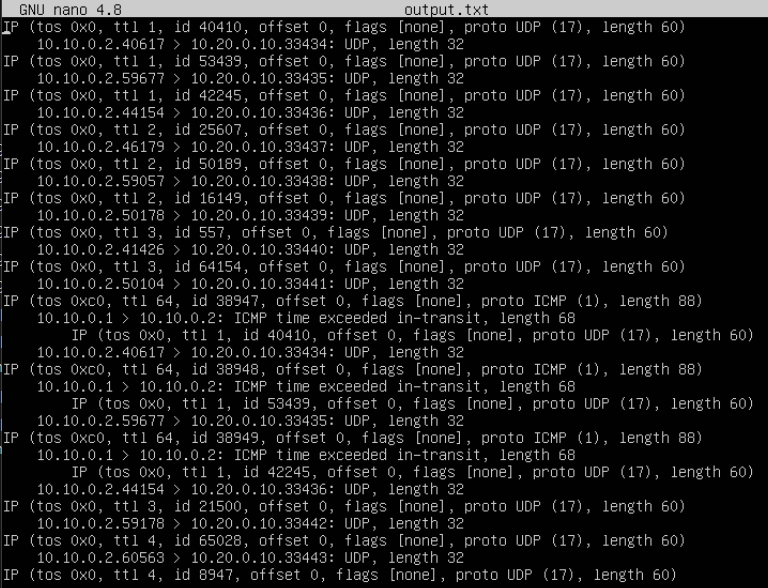 GNU nano 4.8 output.txt
IP (tos 0x0, ttl 1, id 40410, offset 0, flags [none], proto UDP (17), length 60)
10.10.0.2.40617 > 10.20.0.10.33434: UDP, length 32
IP (tos 0x0, ttl 1, id 53439, offset 0, flags [none], proto UDP (17), length 60)
10.10.0.2.59677 > 10.20.0.10.33435: UDP, length 32
IP (tos 0x0, ttl 1, id 42245, offset 0, flags [none], proto UDP (17), length 60)
10.10.0.2.44154 > 10.20.0.10.33436: UDP, length 32
IP (tos 0x0, ttl 2, id 25607, offset 0, flags [none], proto UDP (17), length 60)
10.10.0.2.46179 > 10.20.0.10.33437: UDP, length 32
IP (tos 0x0, ttl 2, id 50189, offset 0, flags [none], proto UDP (17), length 60)
10.10.0.2.59057 > 10.20.0.10.33438: UDP, length 32
IP (tos 0x0, ttl 2, id 16149, offset 0, flags [none], proto UDP (17), length 60)
10.10.0.2.50178 > 10.20.0.10.33439: UDP, length 32
IP (tos 0x0, ttl 3, id 557, offset 0, flags [none], proto UDP (17), length 60)
10.10.0.2.41426 > 10.20.0.10.33440: UDP, length 32
IP (tos 0x0, ttl 3, id 64154, offset 0, flags [none], proto UDP (17), length 60)
10.10.0.2.50104 > 10.20.0.10.33441: UDP, length 32
IP (tos 0xc0, ttl 64, id 38947, offset 0, flags [none], proto ICMP (1), length 88)
10.10.0.1 > 10.10.0.2: ICMP time exceeded in-transit, length 68
IP (tos 0x0, ttl 1, id 40410, offset 0, flags [none], proto UDP (17), length 60)
10.10.0.2.40617 > 10.20.0.10.33434: UDP, length 32
IP (tos 0xc0, ttl 64, id 38948, offset 0, flags [none], proto ICMP (1), length 88)
10.10.0.1 > 10.10.0.2: ICMP time exceeded in-transit, length 68
IP (tos 0x0, ttl 1, id 53439, offset 0, flags [none], proto UDP (17), length 60)
10.10.0.2.59677 > 10.20.0.10.33435: UDP, length 32
IP (tos 0xc0, ttl 64, id 38949, offset 0, flags [none], proto ICMP (1), length 88)
10.10.0.1 > 10.10.0.2: ICMP time exceeded in-transit, length 68
IP (tos 0x0, ttl 1, id 42245, offset 0, flags [none], proto UDP (17), length 60)
10.10.0.2.44154 > 10.20.0.10.33436: UDP, length 32
IP (tos 0x0, ttl 3, id 21500, offset 0, flags [none], proto UDP (17), length 60)
10.10.0.2.59178 > 10.20.0.10.33442: UDP, length 32
IP (tos 0x0, ttl 4, id 65028, offset 0, flags [none], proto UDP (17), length 60)
10.10.0.2.60563 > 10.20.0.10.33443: UDP, length 32
IP (tos 0x0, ttl 4, id 8947, offset 0, flags [none], proto UDP (17), length 60)